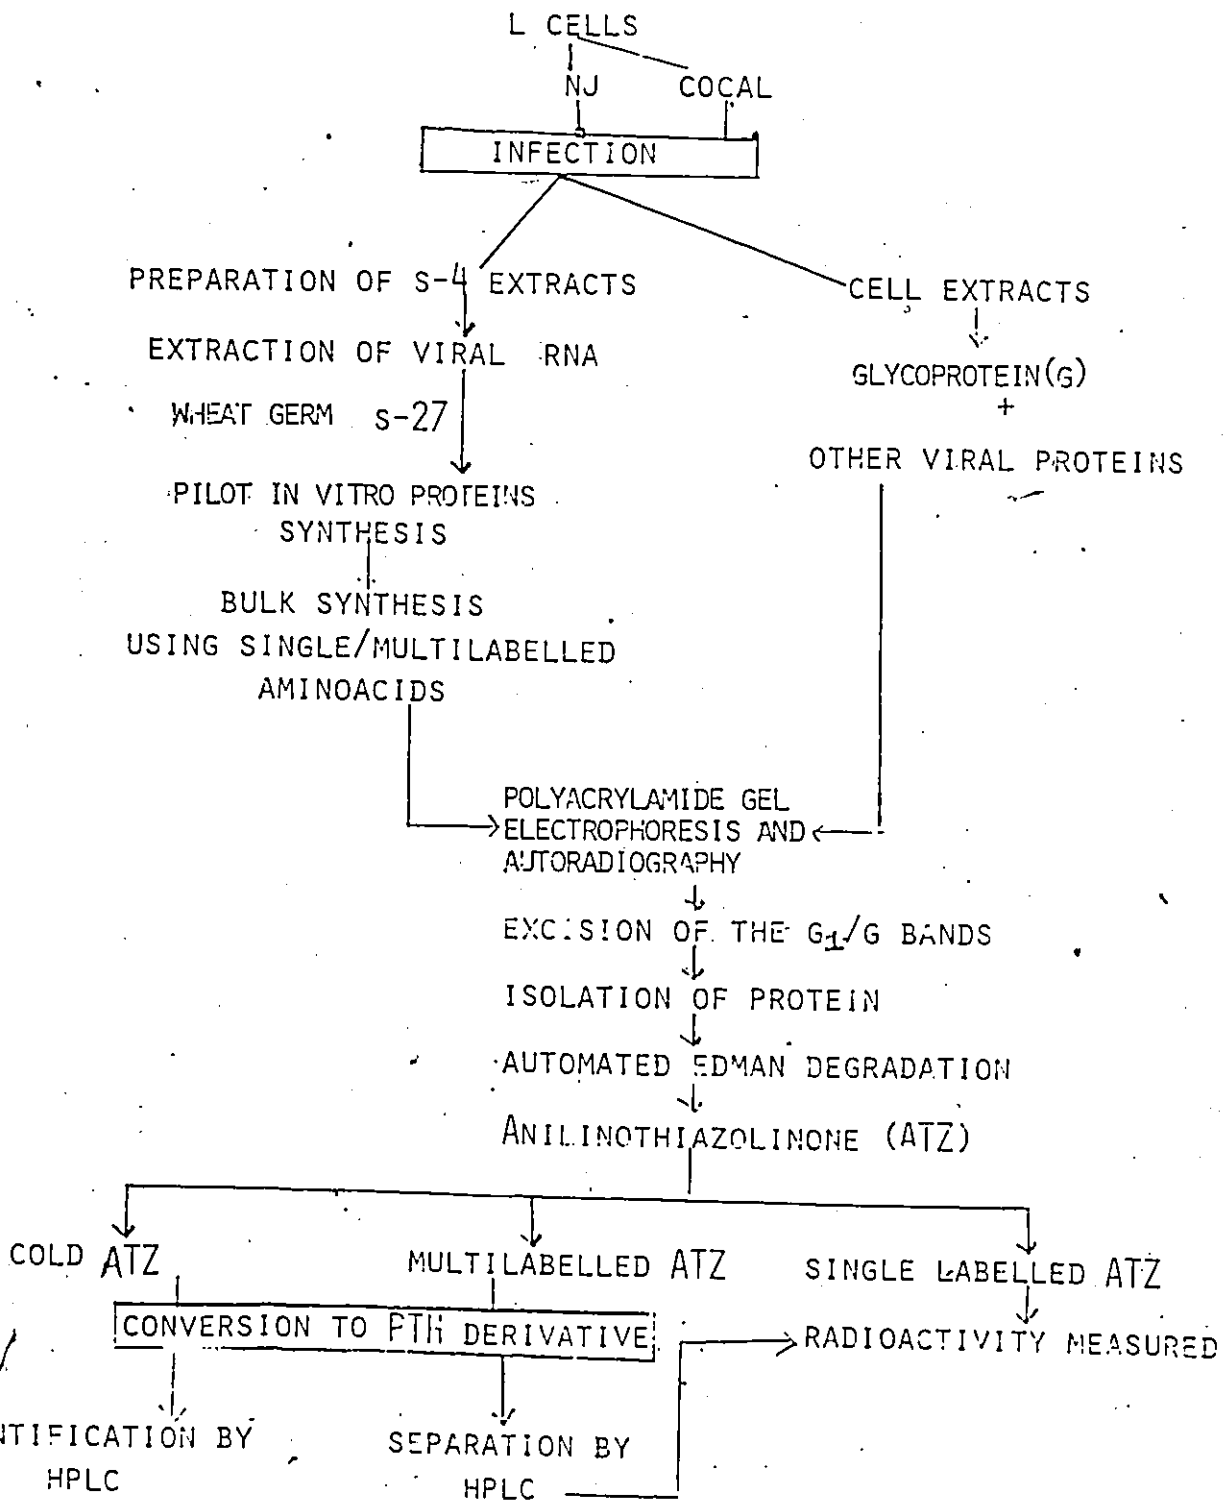 L CELLS
NJ COCAL
INFECTION
PREPARATION OF S-4 EXTRACTS
EXTRACTION OF VIRAL RNA
WHEAT GERM S-27
PILOT IN VITRO PROTEINS
SYNTHESIS
BULK SYNTHESIS
USING SINGLE/MULTILABELLED
AMINOACIDS
CELL EXTRACTS
GLYCOPROTEIN(G)
+
OTHER VIRAL PROTEINS
POLYACRYLAMIDE GEL
ELECTROPHORESIS AND
AUTORADIOGRAPHY
EXCISION OF THE G1/G BANDS
ISOLATION OF PROTEIN
AUTOMATED EDMAN DEGRADATION
ANILINOTHIAZOLINONE (ATZ)
COLD ATZ MULTILABELLED ATZ SINGLE LABELLED ATZ
CONVERSION TO PTH DERIVATIVE
RADIOACTIVITY MEASURED
NTIFICATION BY
HPLC
SEPARATION BY
HPLC